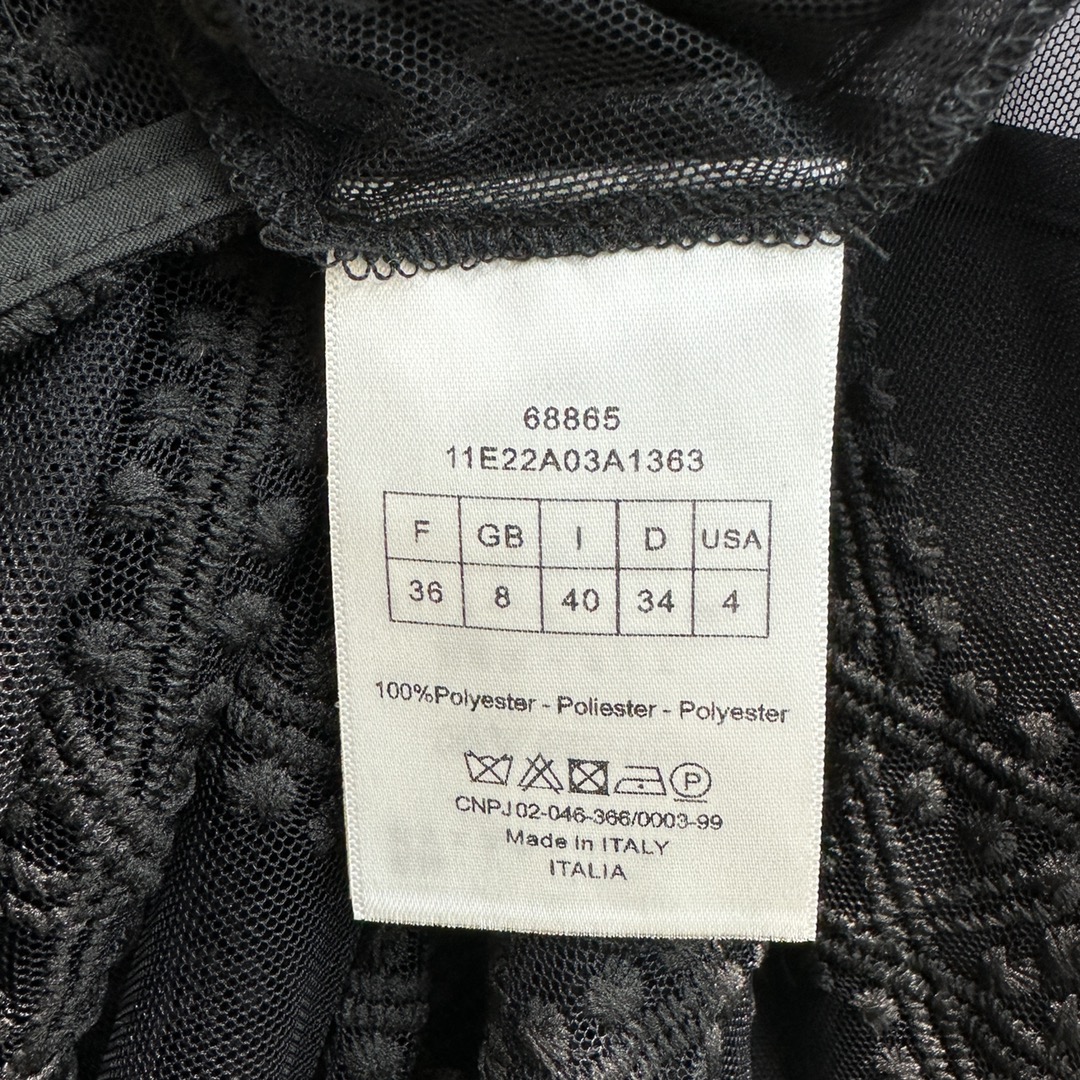 68865
11E22A03A1363
F GB I D USA
36 8 40 34 4
100%Polyester - Poliester - Polyester
P
CNPJ 02-046-366/0003-99
Made in ITALY
ITALIA